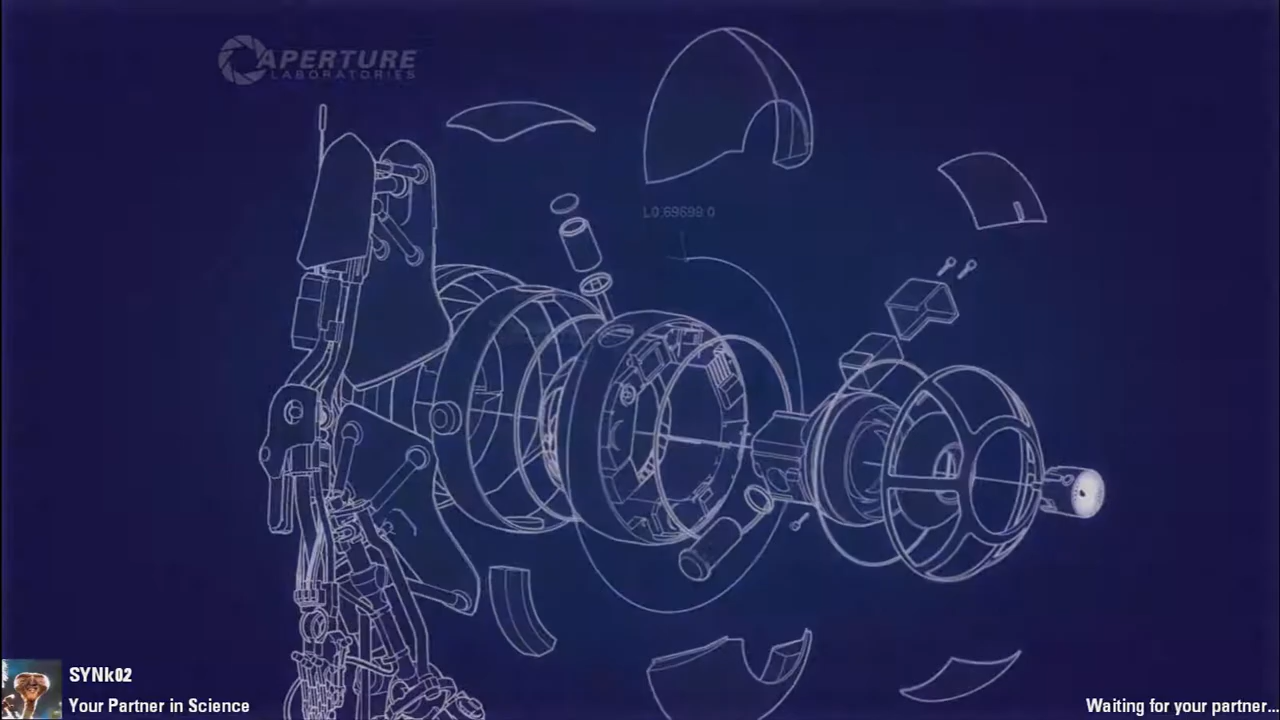 APERTURE
LABORATORIES
L0:69699:0
SYNk02
Your Partner in Science
Waiting for your partner...